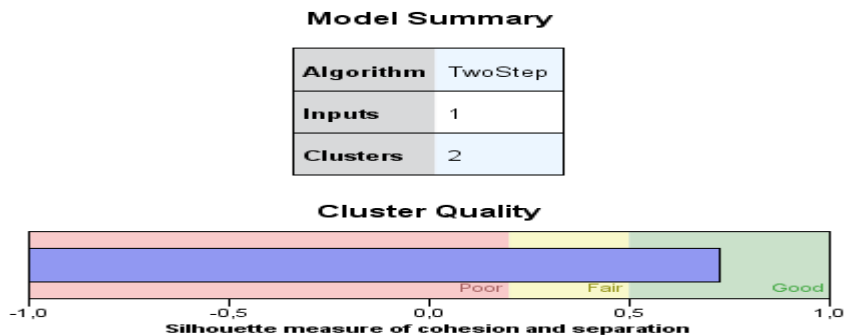 Model Summary
Algorithm TwoStep
Inputs 1
Clusters 2
Cluster Quality
Poor Fair Good
-1,0 -0,5 0,0 0,5 1,0
Silhouette measure of cohesion and separation